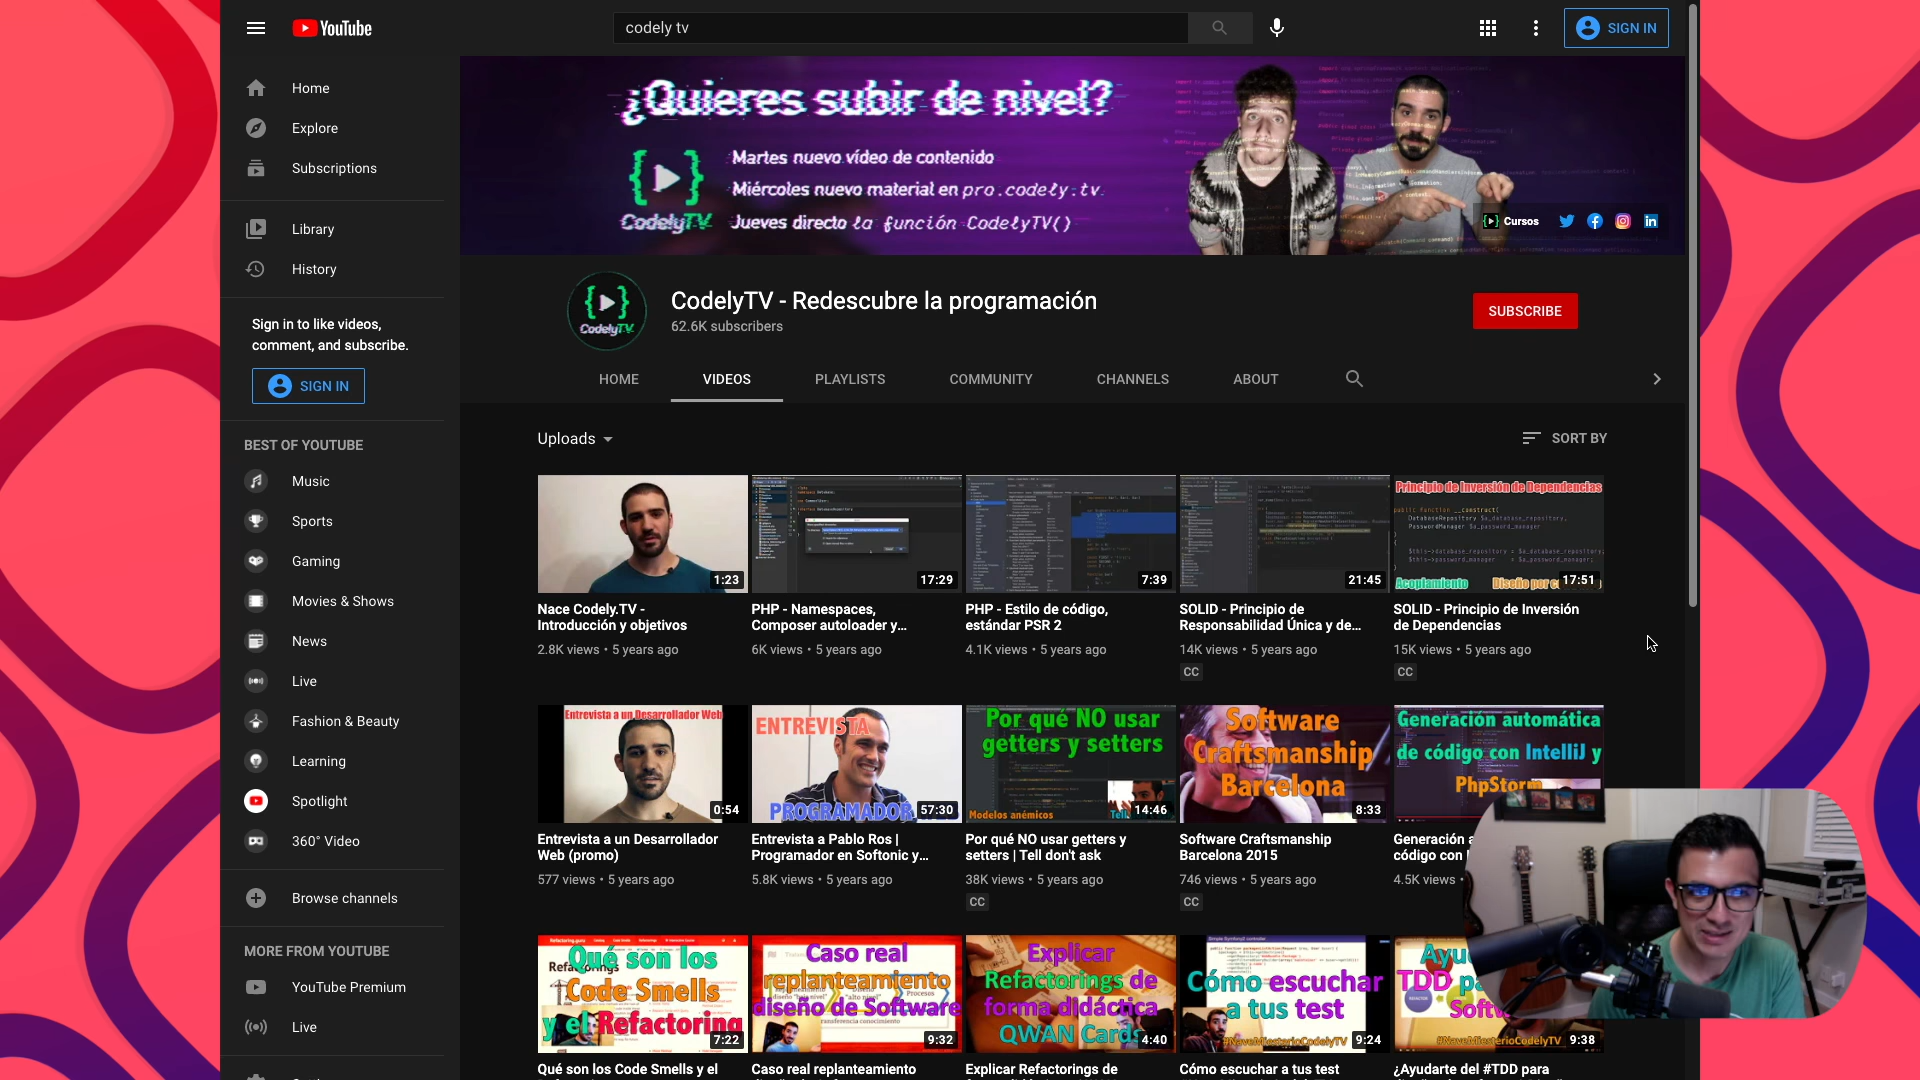 YouTube
codely tv
SIGN IN
Home
Explore
Subscriptions
Library
History
Sign in to like videos,
comment, and subscribe.
SIGN IN
BEST OF YOUTUBE
Music
Sports
Gaming
Movies & Shows
News
Live
Fashion & Beauty
Learning
Spotlight
360° Video
Browse channels
MORE FROM YOUTUBE
YouTube Premium
Live
¿Quieres subir de nivel?
Martes nuevo vídeo de contenido
Miércoles nuevo material en pro.codely.tv
Jueves directo la función CodelyTV()
CodelyTV
Cursos
CodelyTV
CodelyTV - Redescubre la programación
62.6K subscribers
SUBSCRIBE
HOME
VIDEOS
PLAYLISTS
COMMUNITY
CHANNELS
ABOUT
Uploads
SORT BY
1:23
Nace Codely.TV -
Introducción y objetivos
2.8K views • 5 years ago
17:29
PHP - Namespaces,
Composer autoloader y...
6K views • 5 years ago
7:39
PHP - Estilo de código,
estándar PSR 2
4.1K views • 5 years ago
21:45
SOLID - Principio de
Responsabilidad Única y de...
14K views • 5 years ago
CC
Principio de Inversión de Dependencias
Acoplamiento
17:51
SOLID - Principio de Inversión
de Dependencias
15K views • 5 years ago
CC
Entrevista a un Desarrollador Web
0:54
Entrevista a un Desarrollador
Web (promo)
577 views • 5 years ago
ENTREVISTA
PROGRAMADOR
57:30
Entrevista a Pablo Ros |
Programador en Softonic y...
5.8K views • 5 years ago
Por qué NO usar
getters y setters
Modelos anémicos
14:46
Por qué NO usar getters y
setters | Tell don't ask
38K views • 5 years ago
CC
Software
Craftsmanship
Barcelona
8:33
Software Craftsmanship
Barcelona 2015
746 views • 5 years ago
CC
Generación automática
de código con IntelliJ y
PhpStorm
Generación
código con
4.5K views •
Qué son los
Code Smells
y el Refactoring
7:22
Qué son los Code Smells y el
Caso real
replanteamiento
diseño de Software
9:32
Caso real replanteamiento
Explicar
Refactorings de
forma didáctica
QWAN Cards
4:40
Explicar Refactorings de
Cómo escuchar
a tus test
#NaveMisterioCodelyTV
9:24
Cómo escuchar a tus test
TDD
#NaveMisterioCodelyTV
9:38
¿Ayudarte del #TDD para